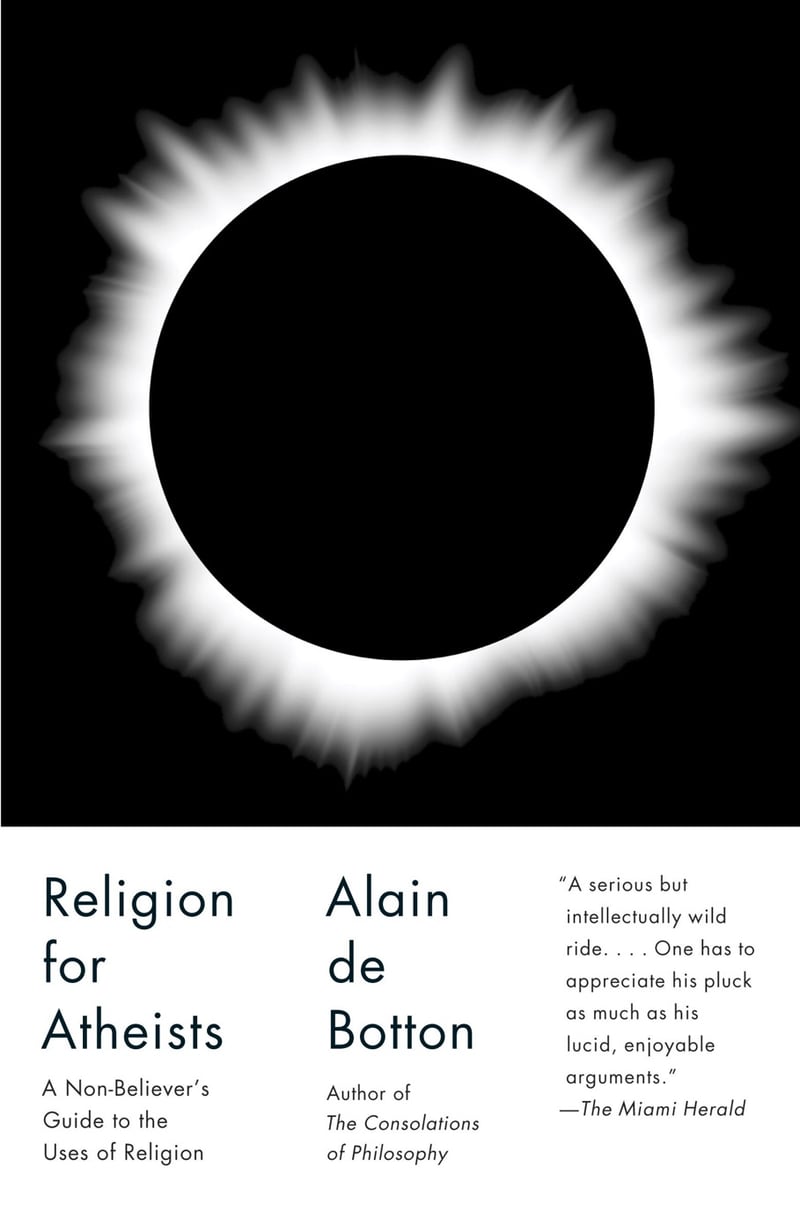 Religion
for
Atheists
A Non-Believer’s
Guide to the
Uses of Religion
Alain
de
Botton
Author of
The Consolations
of Philosophy
“A serious but
intellectually wild
ride. . . . One has to
appreciate his pluck
as much as his
lucid, enjoyable
arguments.”
—The Miami Herald